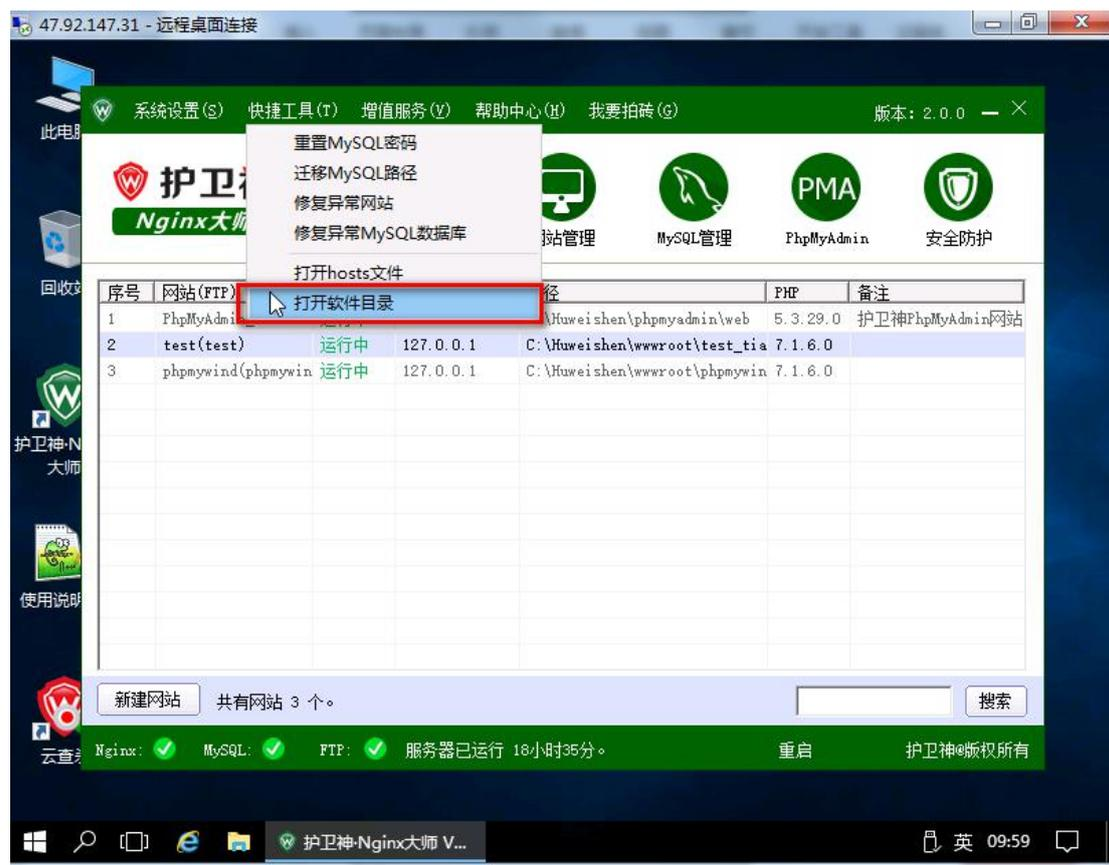 47.92.147.31 - 远程桌面连接
此电脑
系统设置(S) 快捷工具(T) 增值服务(V) 帮助中心(H) 我要拍砖(G) 版本: 2.0.0
重置MySQL密码
迁移MySQL路径
修复异常网站
修复异常MySQL数据库
打开hosts文件
打开软件目录
护卫
Nginx大师
站管理 MySQL管理 PMA PhpMyAdmin 安全防护
回收站
序号 网站(FTP) 径 PHP 备注
1 PhpMyAdmin_ 运行中 \Huweishen\phpmyadmin\web 5.3.29.0 护卫神PhpMyAdmin网站
2 test(test) 运行中 127.0.0.1 C:\Huweishen\wwwroot\test_tia 7.1.6.0
3 phpmywind(phpmywin 运行中 127.0.0.1 C:\Huweishen\wwwroot\phpmywin 7.1.6.0
护卫神·N
大师
使用说明
云查
新建网站 共有网站 3 个。 搜索
Nginx: MySQL: FTP: 服务器已运行 18小时35分。 重启 护卫神®版权所有
护卫神·Nginx大师 V... 英 09:59